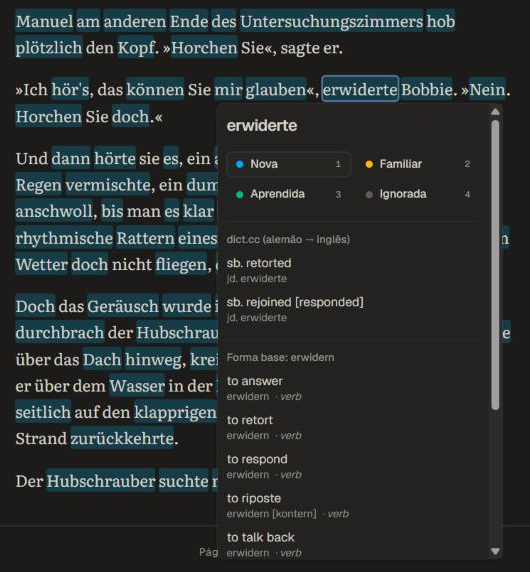 Manuel am anderen Ende des Untersuchungszimmers hob
plötzlich den Kopf. »Horchen Sie«, sagte er.
»Ich hör's, das können Sie mir glauben«, erwiderte Bobbie. »Nein.
Horchen Sie doch.«
Und dann hörte sie es, ein
Regen vermischte, ein
anschwoll, bis man es klar
rhythmische Rattern eines
Wetter doch nicht fliegen,
Doch das Geräusch wurde
durchbrach der
über das Dach hinweg,
er über dem Wasser in der
seitlich auf den klapprigen
Strand zurückkehrte.
Der Hubschrauber suchte
erwiderte
Nova 1
Familiar 2
Aprendida 3
Ignorada 4
dict.cc (alemão → inglês)
sb. retorted
jd. erwiderte
sb. rejoined [responded]
jd. erwiderte
Forma base: erwidern
to answer
erwidern · verb
to retort
erwidern · verb
to respond
erwidern · verb
to riposte
erwidern [kontern] · verb
to talk back
erwidern · verb